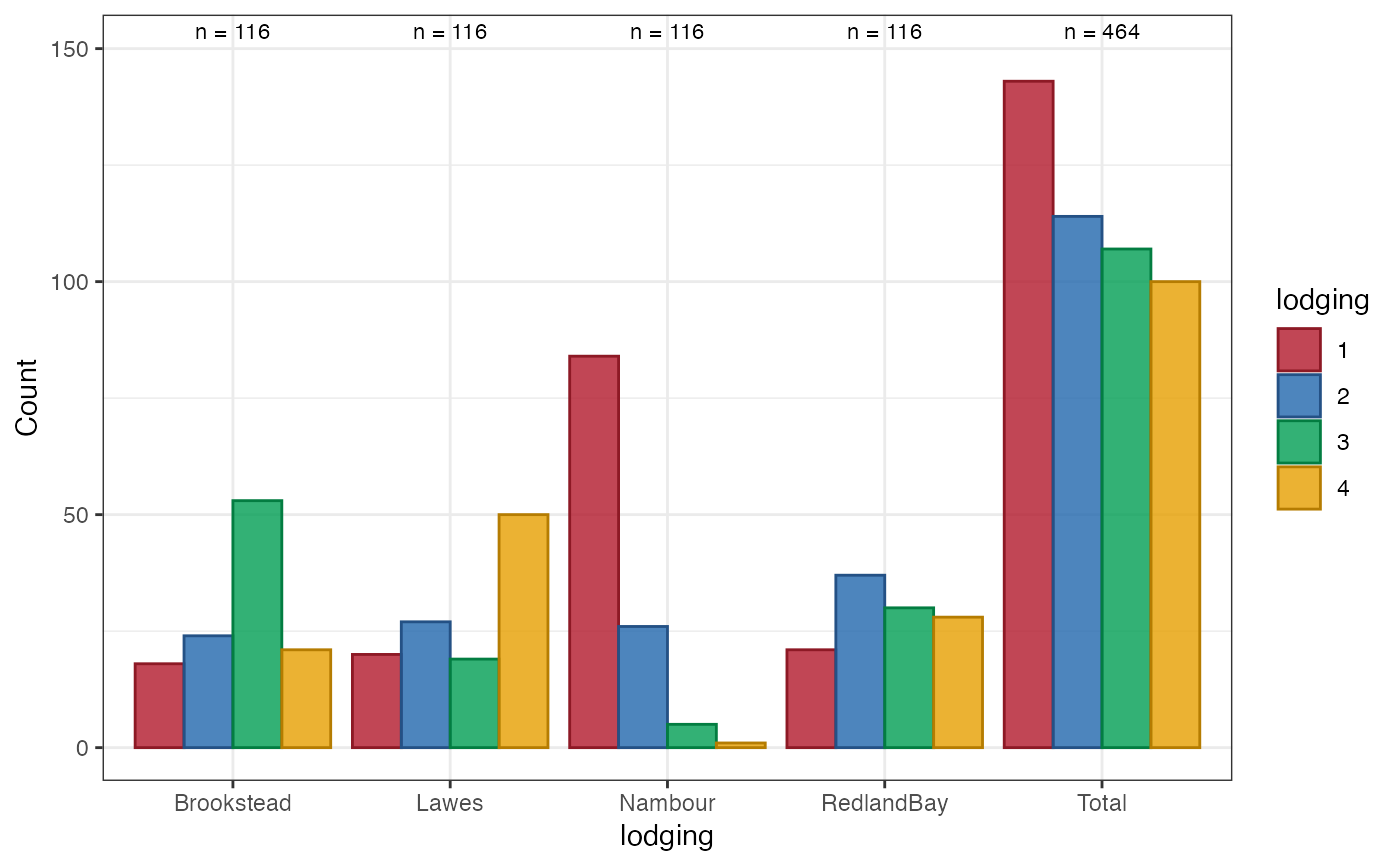 n = 116 n = 116 n = 116 n = 116 n = 464
150
100
50
0
Count
Brookstead Lawes Nambour RedlandBay Total
lodging
lodging
1
2
3
4